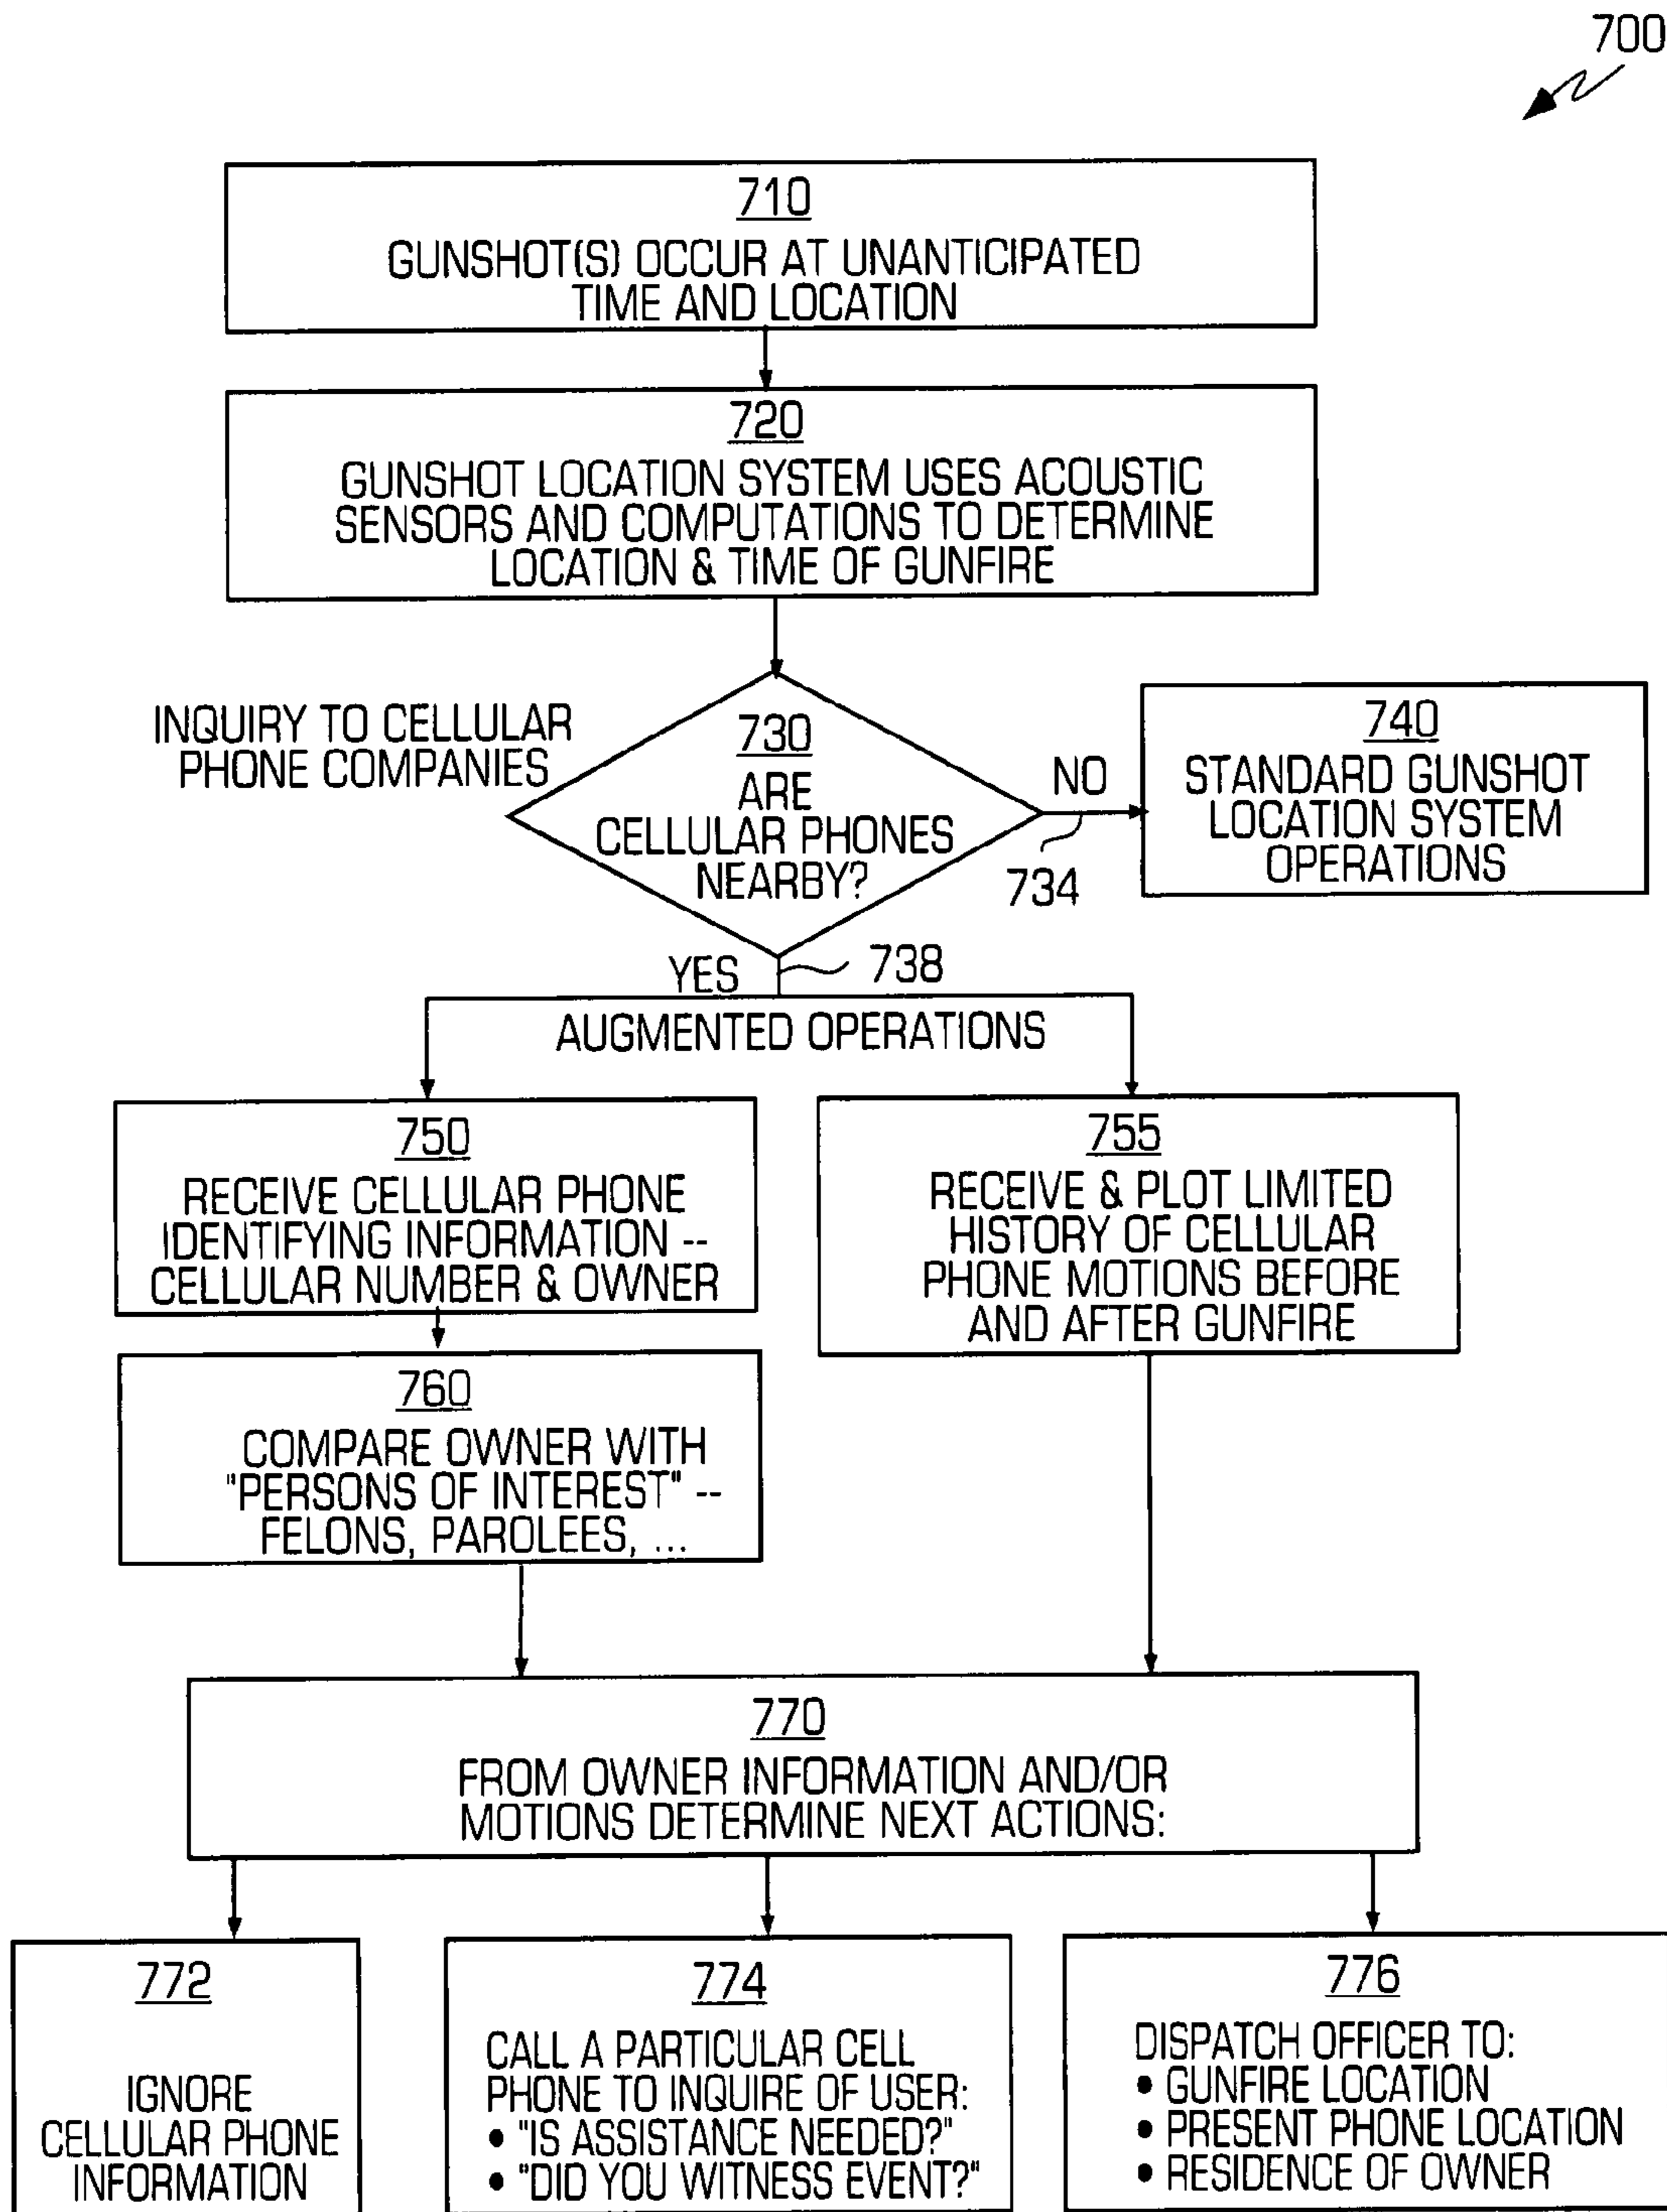 700
710
GUNSHOT(S) OCCUR AT UNANTICIPATED
TIME AND LOCATION
720
GUNSHOT LOCATION SYSTEM USES ACOUSTIC
SENSORS AND COMPUTATIONS TO DETERMINE
LOCATION & TIME OF GUNFIRE
INQUIRY TO CELLULAR
PHONE COMPANIES
730
ARE
CELLULAR PHONES
NEARBY?
NO
734
740
STANDARD GUNSHOT
LOCATION SYSTEM
OPERATIONS
YES
738
AUGMENTED OPERATIONS
750
RECEIVE CELLULAR PHONE
IDENTIFYING INFORMATION --
CELLULAR NUMBER & OWNER
755
RECEIVE & PLOT LIMITED
HISTORY OF CELLULAR
PHONE MOTIONS BEFORE
AND AFTER GUNFIRE
760
COMPARE OWNER WITH
"PERSONS OF INTEREST" --
FELONS, PAROLEES, ...
770
FROM OWNER INFORMATION AND/OR
MOTIONS DETERMINE NEXT ACTIONS:
772
IGNORE
CELLULAR PHONE
INFORMATION
774
CALL A PARTICULAR CELL
PHONE TO INQUIRE OF USER:
• "IS ASSISTANCE NEEDED?"
• "DID YOU WITNESS EVENT?"
776
DISPATCH OFFICER TO:
• GUNFIRE LOCATION
• PRESENT PHONE LOCATION
• RESIDENCE OF OWNER